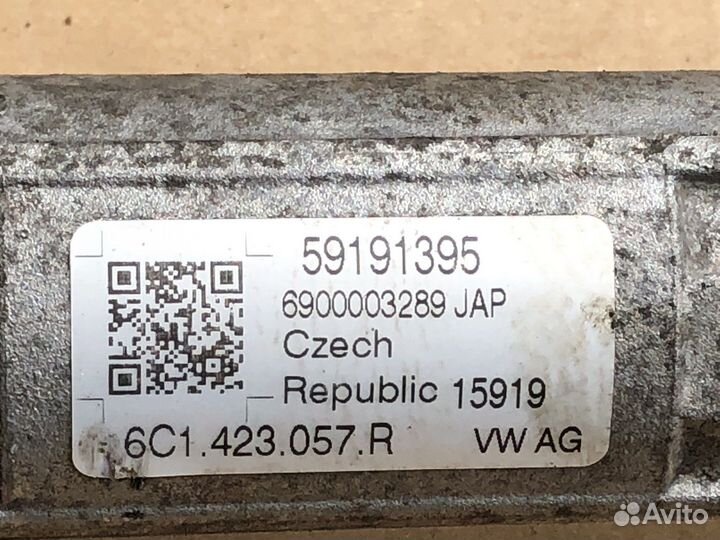 59191395
6900003289 JAP
Czech
Republic 15919
6C1.423.057.R VW AG
Avito